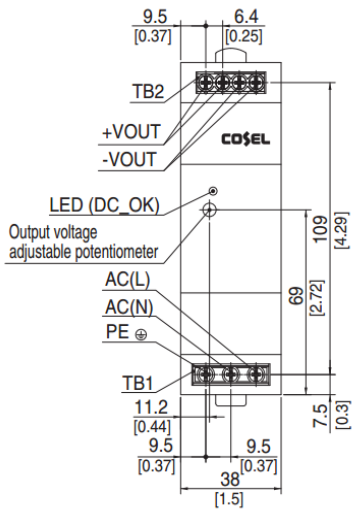 9.5
[0.37]
6.4
[0.25]
TB2
+VOUT
-VOUT
COSEL
LED (DC_OK)
Output voltage
adjustable potentiometer
109
[4.29]
69
[2.72]
AC(L)
AC(N)
PE ⏚
TB1
11.2
[0.44]
7.5
[0.3]
9.5
[0.37]
9.5
[0.37]
38
[1.5]